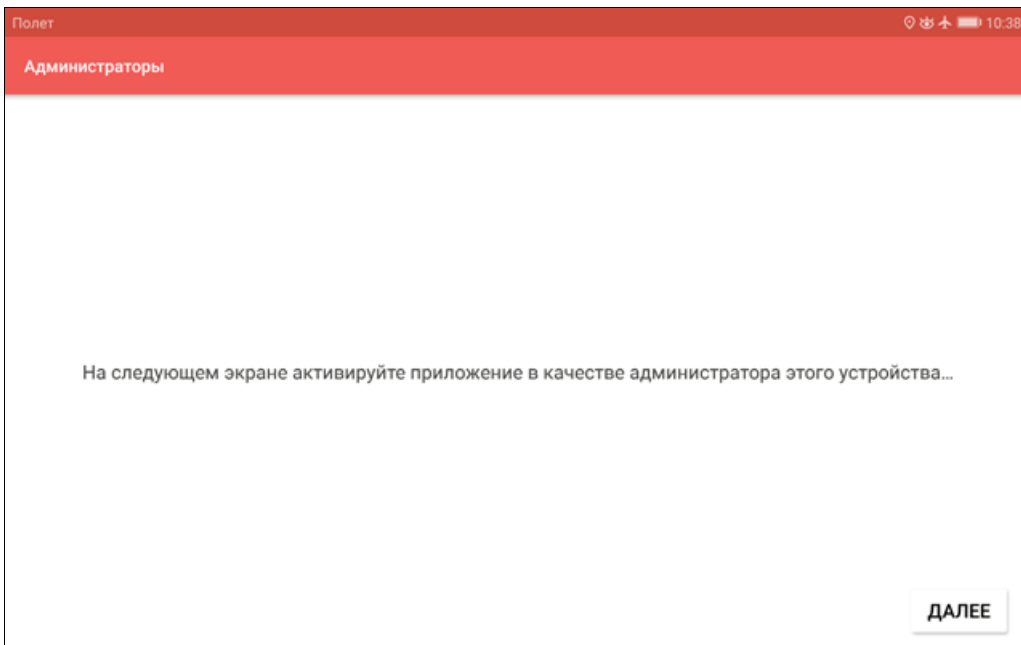 Полет 10:38
Администраторы
На следующем экране активируйте приложение в качестве администратора этого устройства...
ДАЛЕЕ